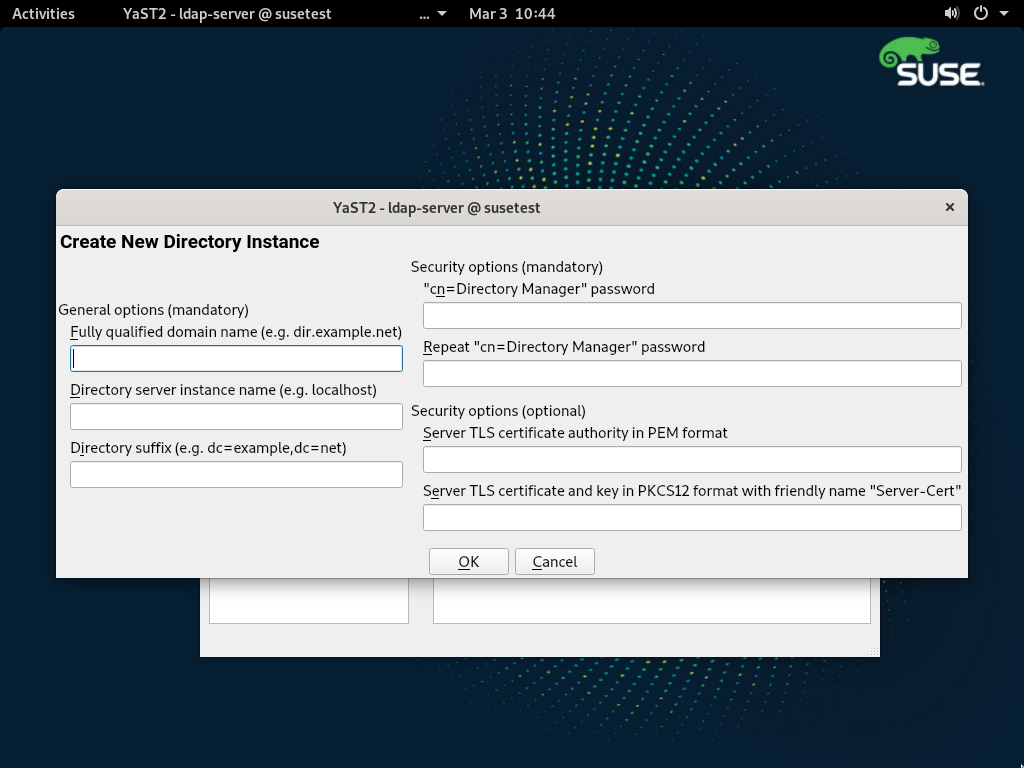 Activities YaST2 - ldap-server @ susetest ... Mar 3 10:44
SUSE
YaST2 - ldap-server @ susetest ×
Create New Directory Instance
General options (mandatory)
Fully qualified domain name (e.g. dir.example.net)
Directory server instance name (e.g. localhost)
Directory suffix (e.g. dc=example,dc=net)
Security options (mandatory)
"cn=Directory Manager" password
Repeat "cn=Directory Manager" password
Security options (optional)
Server TLS certificate authority in PEM format
Server TLS certificate and key in PKCS12 format with friendly name "Server-Cert"
OK Cancel